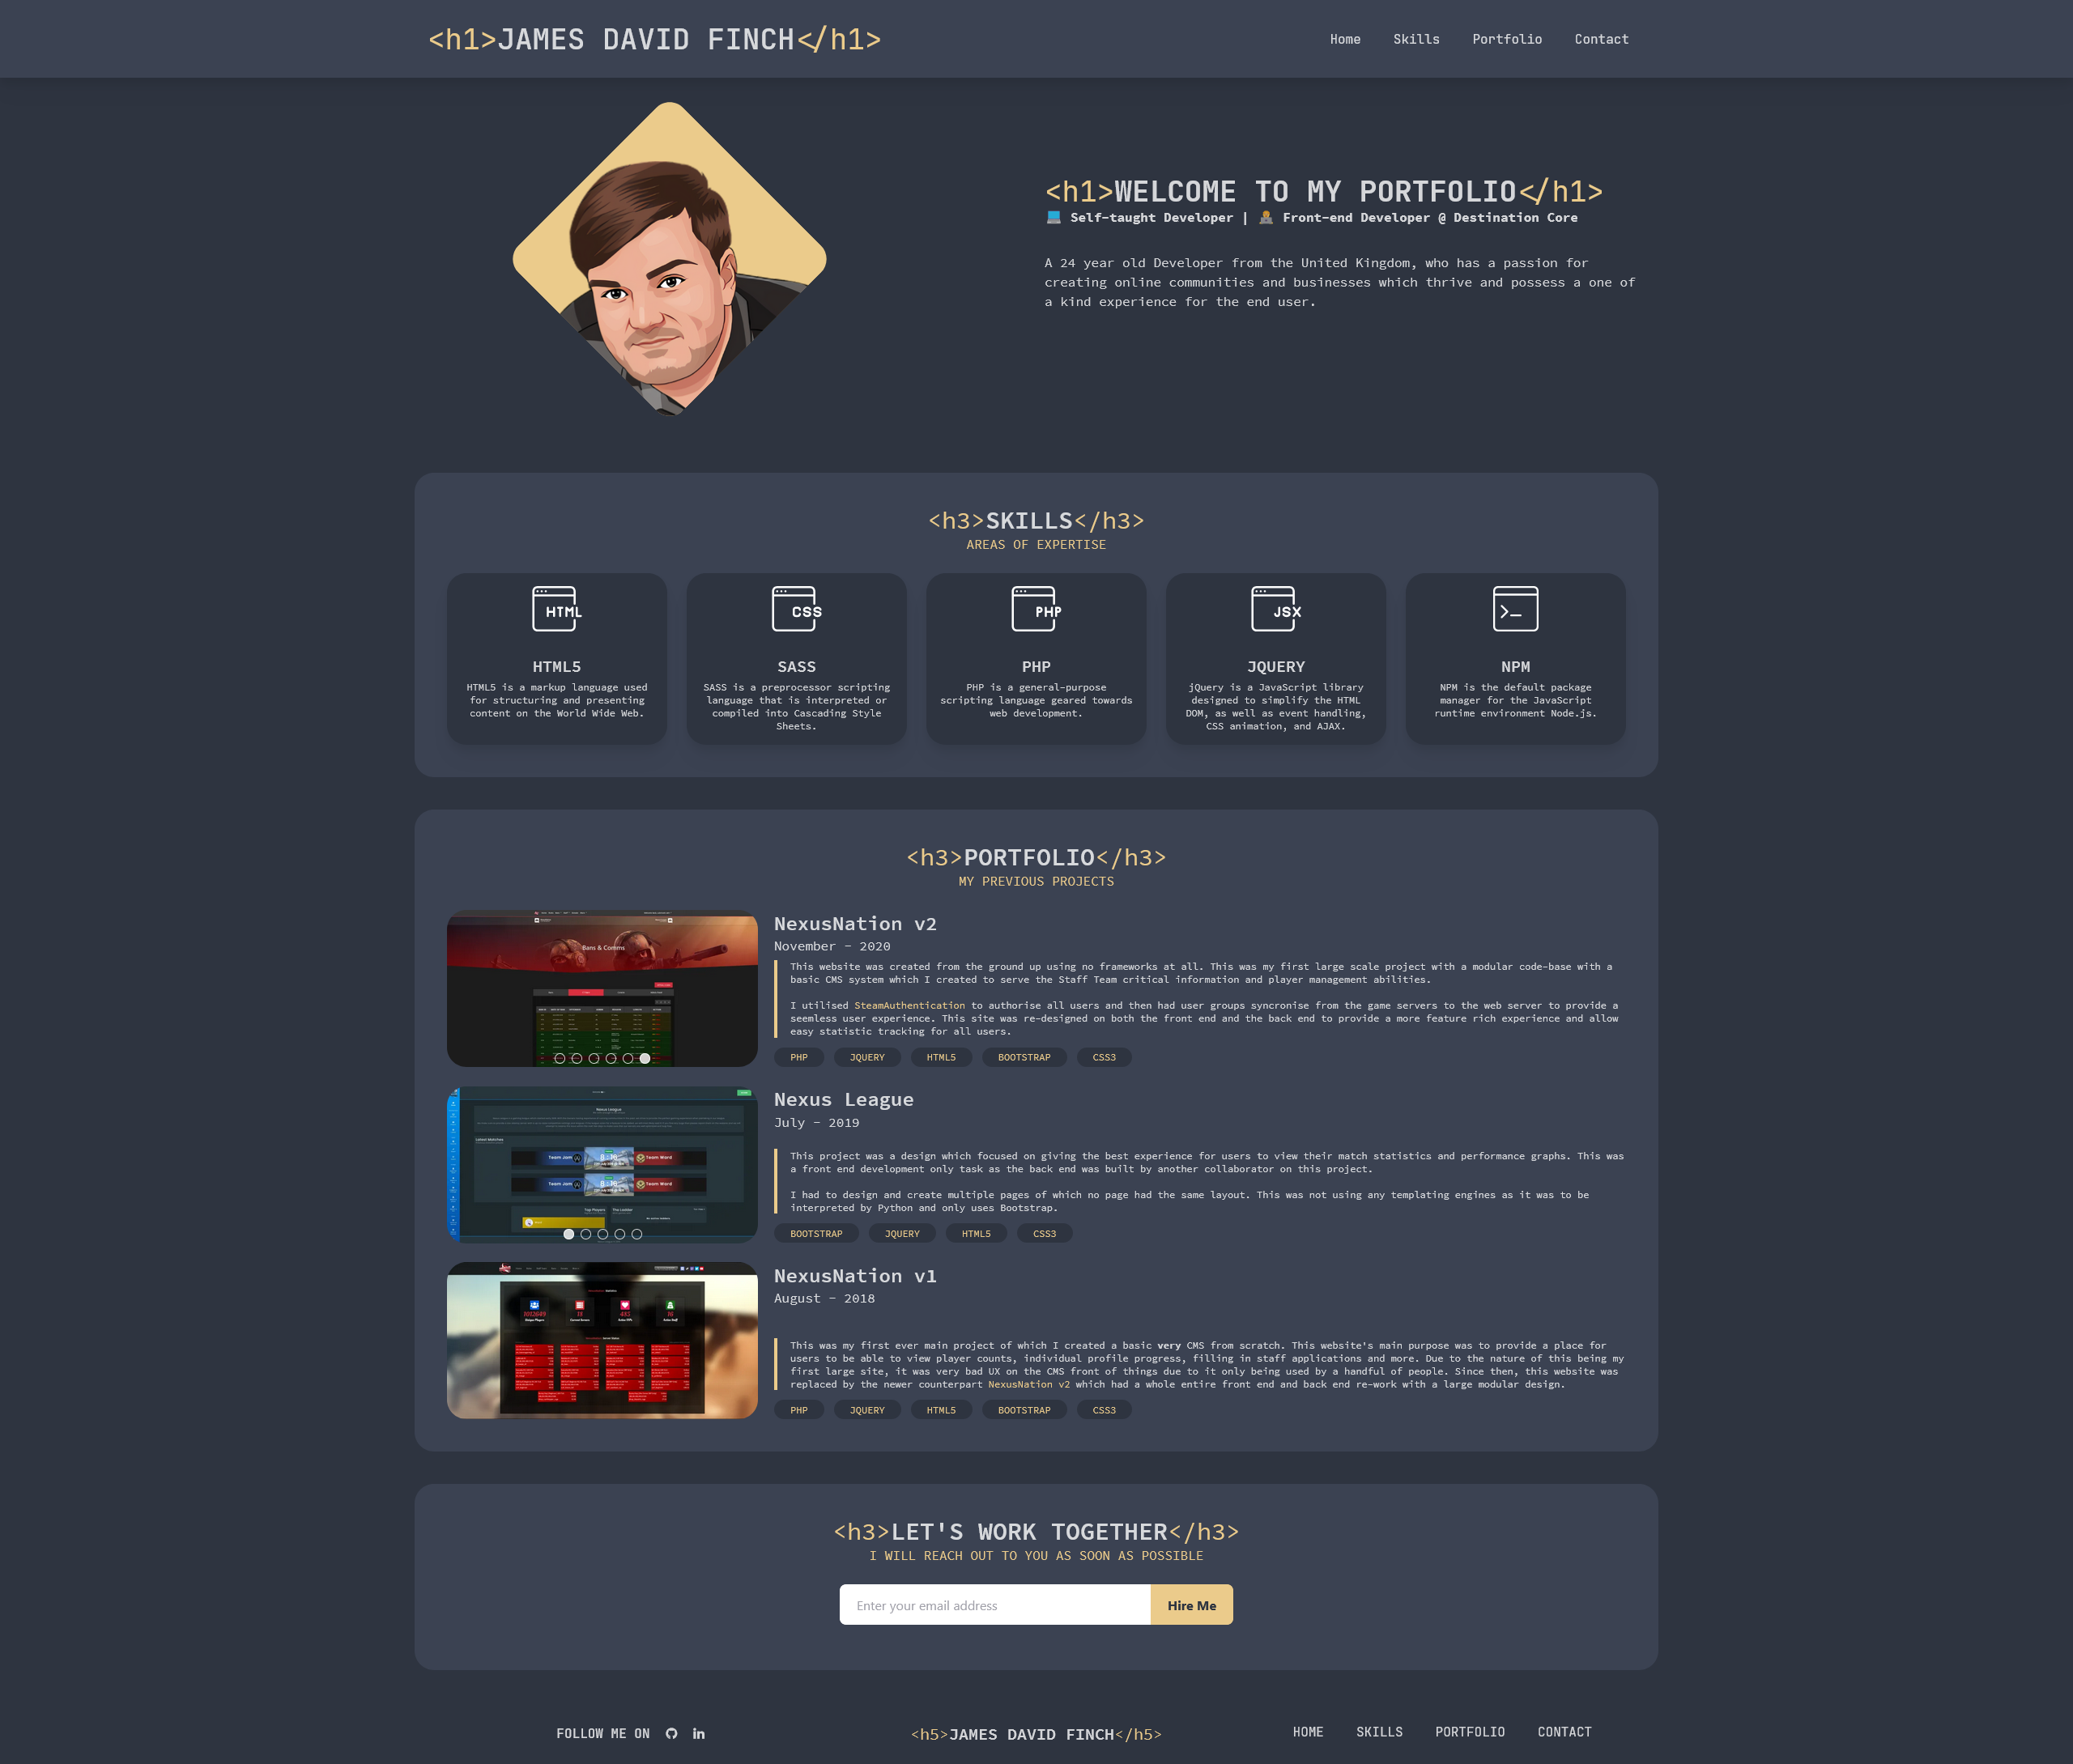 <h1>JAMES DAVID FINCH</h1>
Home Skills Portfolio Contact
<h1>WELCOME TO MY PORTFOLIO</h1>
Self-taught Developer | Front-end Developer @ Destination Core
A 24 year old Developer from the United Kingdom, who has a passion for
creating online communities and businesses which thrive and possess a one of
a kind experience for the end user.
<h3>SKILLS</h3>
AREAS OF EXPERTISE
HTML
HTML5
HTML5 is a markup language used
for structuring and presenting
content on the World Wide Web.
CSS
SASS
SASS is a preprocessor scripting
language that is interpreted or
compiled into Cascading Style
Sheets.
PHP
PHP
PHP is a general-purpose
scripting language geared towards
web development.
JSX
JQUERY
jQuery is a JavaScript library
designed to simplify the HTML
DOM, as well as event handling,
CSS animation, and AJAX.
NPM
NPM is the default package
manager for the JavaScript
runtime environment Node.js.
<h3>PORTFOLIO</h3>
MY PREVIOUS PROJECTS
Bans & Comms
NexusNation v2
November - 2020
This website was created from the ground up using no frameworks at all. This was my first large scale project with a modular code-base with a
basic CMS system which I created to serve the Staff Team critical information and player management abilities.
I utilised SteamAuthentication to authorise all users and then had user groups syncronise from the game servers to the web server to provide a
seemless user experience. This site was re-designed on both the front end and the back end to provide a more feature rich experience and allow
easy statistic tracking for all users.
PHP JQUERY HTML5 BOOTSTRAP CSS3
Nexus League
Latest Matches
Team Jam Team Ward
Team Jam Team Ward
Top Players
Nexus League
July - 2019
This project was a design which focused on giving the best experience for users to view their match statistics and performance graphs. This was
a front end development only task as the back end was built by another collaborator on this project.
I had to design and create multiple pages of which no page had the same layout. This was not using any templating engines as it was to be
interpreted by Python and only uses Bootstrap.
BOOTSTRAP JQUERY HTML5 CSS3
NexusNation v1
August - 2018
This was my first ever main project of which I created a basic very CMS from scratch. This website's main purpose was to provide a place for
users to be able to view player counts, individual profile progress, filling in staff applications and more. Due to the nature of this being my
first large site, it was very bad UX on the CMS front of things due to it only being used by a handful of people. Since then, this website was
replaced by the newer counterpart NexusNation v2 which had a whole entire front end and back end re-work with a large modular design.
PHP JQUERY HTML5 BOOTSTRAP CSS3
<h3>LET'S WORK TOGETHER</h3>
I WILL REACH OUT TO YOU AS SOON AS POSSIBLE
Enter your email address Hire Me
FOLLOW ME ON
<h5>JAMES DAVID FINCH</h5>
HOME SKILLS PORTFOLIO CONTACT